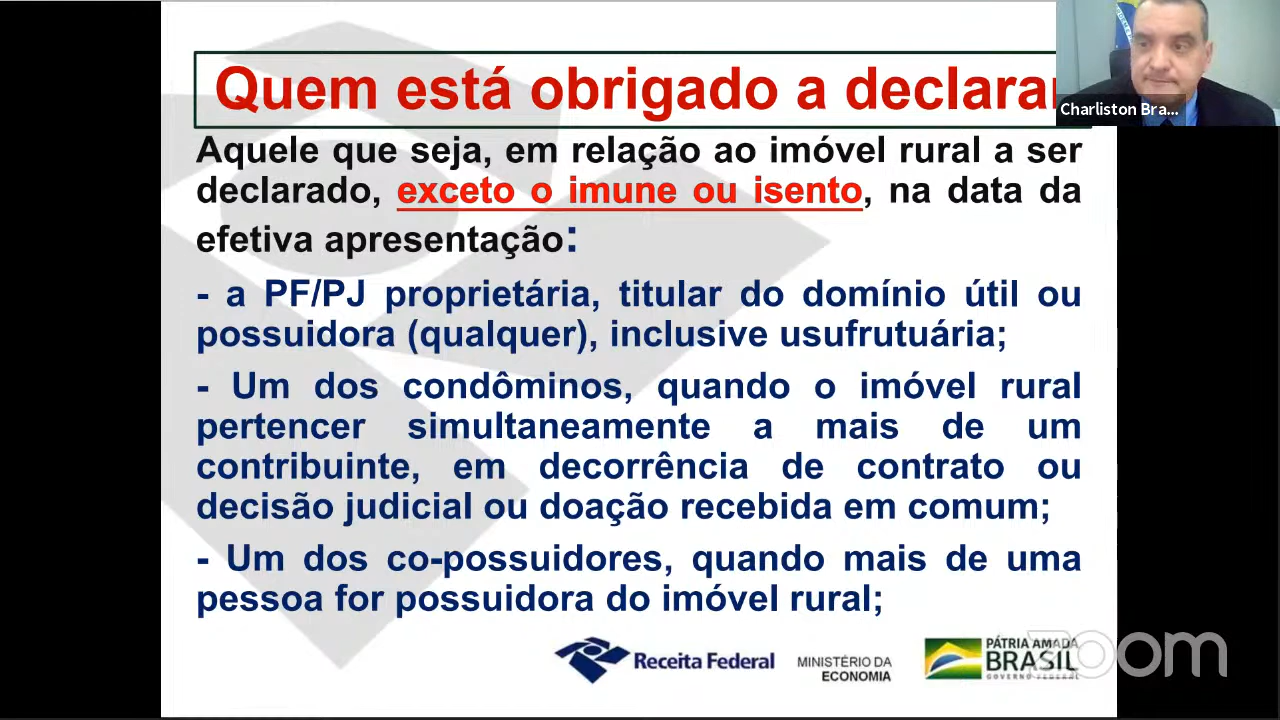 Quem está obrigado a declarar
Charliston Bra...
Aquele que seja, em relação ao imóvel rural a ser
declarado, exceto o imune ou isento, na data da
efetiva apresentação:
- a PF/PJ proprietária, titular do domínio útil ou
possuidora (qualquer), inclusive usufrutuária;
- Um dos condôminos, quando o imóvel rural
pertencer simultaneamente a mais de um
contribuinte, em decorrência de contrato ou
decisão judicial ou doação recebida em comum;
- Um dos co-possuidores, quando mais de uma
pessoa for possuidora do imóvel rural;
Receita Federal
MINISTÉRIO DA
ECONOMIA
PÁTRIA AMADA
BRASIL
GOVERNO FEDERAL
zoom